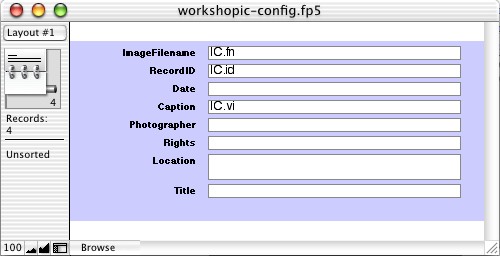 workshopic-config.fp5
Layout #1
4
Records:
4
Unsorted
ImageFilename IC.fn
RecordID IC.id
Date
Caption IC.vi
Photographer
Rights
Location
Title
100 Browse